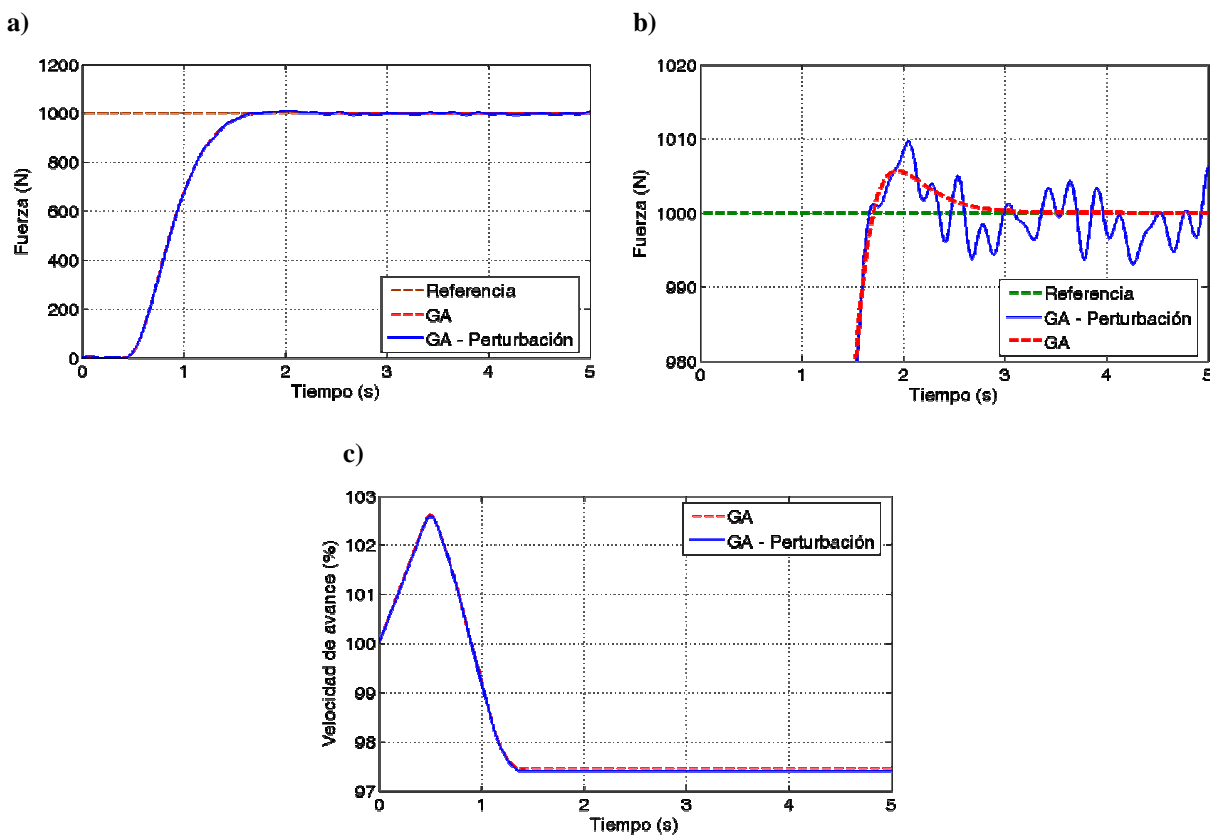 a)
1200
1000
800
600
400
200
0
Fuerza (N)
0 1 2 3 4 5
Tiempo (s)
Referencia
GA
GA - Perturbación
b)
1020
1010
1000
990
980
Fuerza (N)
0 1 2 3 4 5
Tiempo (s)
Referencia
GA - Perturbación
GA
c)
103
102
101
100
99
98
97
Velocidad de avance (%)
0 1 2 3 4 5
Tiempo (s)
GA
GA - Perturbación